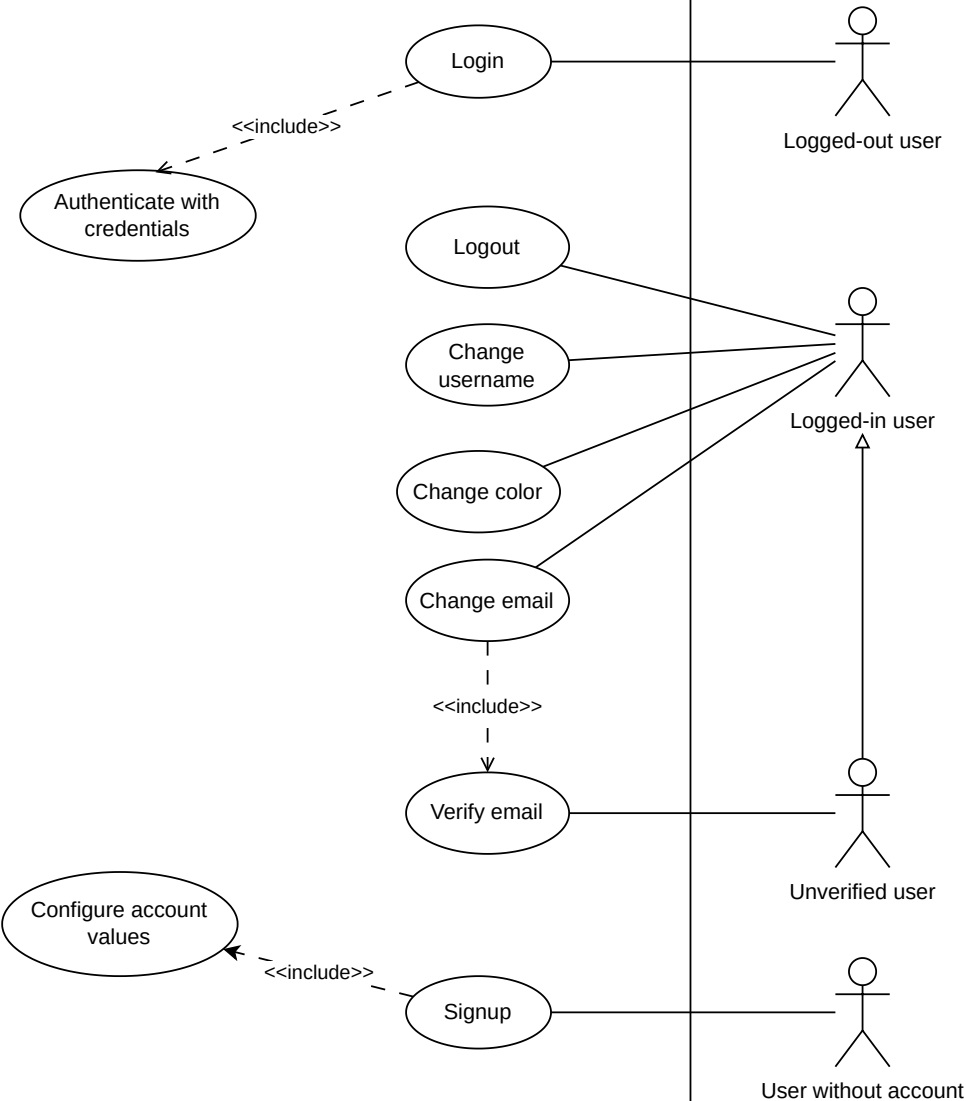 Login
<<include>>
Logged-out user
Authenticate with
credentials
Logout
Change
username
Logged-in user
Change color
Change email
<<include>>
Verify email
Unverified user
Configure account
values
<<include>>
Signup
User without account